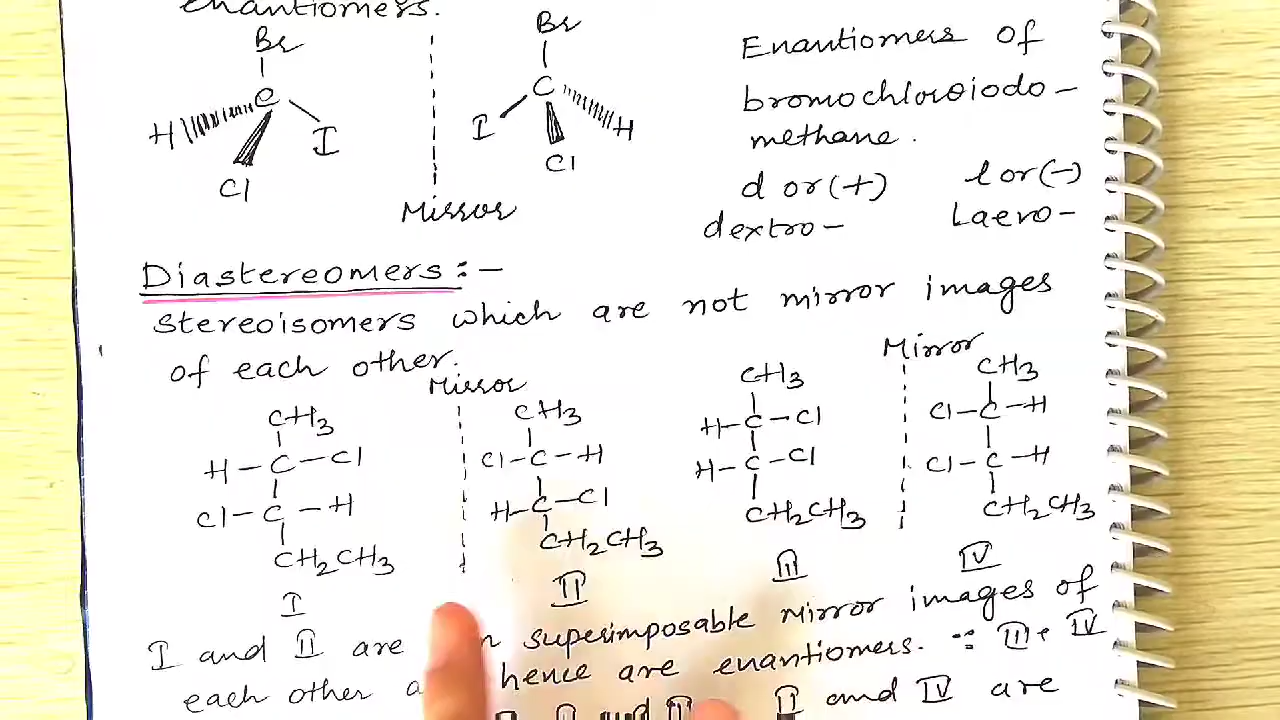 enantiomers.
Br
C
H
I
Cl
Mirror
Br
C
I
H
Cl
Enantiomers of
bromochloroiodo-
methane.
d or(+) l or(-)
dextro- Laevo-
Diastereomers:-
stereoisomers which are not mirror images
of each other.
Mirror
Mirror
CH3
H-C-Cl
Cl-C-H
CH2CH3
I
CH3
Cl-C-H
H-C-Cl
CH2CH3
II
CH3
H-C-Cl
H-C-Cl
CH2CH3
III
CH3
Cl-C-H
Cl-C-H
CH2CH3
IV
I and II are superimposable Mirror images of
each other hence are enantiomers.
and IV are